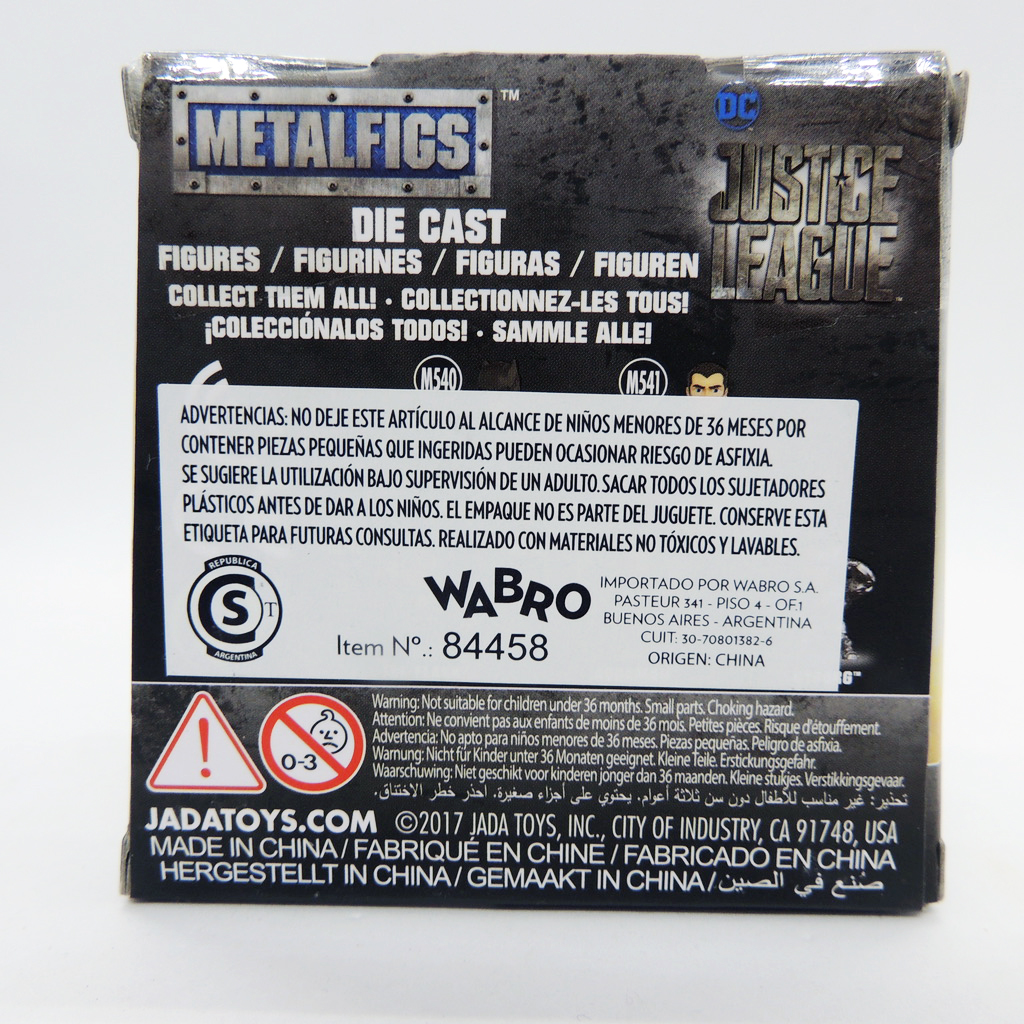 METALFIGS™
DC
JUSTICE
LEAGUE™
DIE CAST
FIGURES / FIGURINES / FIGURAS / FIGUREN
COLLECT THEM ALL! · COLLECTIONNEZ-LES TOUS!
¡COLECCIÓNALOS TODOS! · SAMMLE ALLE!
M540
M541
ADVERTENCIAS: NO DEJE ESTE ARTÍCULO AL ALCANCE DE NIÑOS MENORES DE 36 MESES POR
CONTENER PIEZAS PEQUEÑAS QUE INGERIDAS PUEDEN OCASIONAR RIESGO DE ASFIXIA.
SE SUGIERE LA UTILIZACIÓN BAJO SUPERVISIÓN DE UN ADULTO. SACAR TODOS LOS SUJETADORES
PLÁSTICOS ANTES DE DAR A LOS NIÑOS. EL EMPAQUE NO ES PARTE DEL JUGUETE. CONSERVE ESTA
ETIQUETA PARA FUTURAS CONSULTAS. REALIZADO CON MATERIALES NO TÓXICOS Y LAVABLES.
REPUBLICA
S T
ARGENTINA
WABRO
Item Nº.: 84458
IMPORTADO POR WABRO S.A.
PASTEUR 341 - PISO 4 - OF.1
BUENOS AIRES - ARGENTINA
CUIT: 30-70801382-6
ORIGEN: CHINA
0-3
Warning: Not suitable for children under 36 months. Small parts. Choking hazard.
Attention: Ne convient pas aux enfants de moins de 36 mois. Petites pièces. Risque d'étouffement.
Advertencia: No apto para niños menores de 36 meses. Piezas pequeñas. Peligro de asfixia.
Warnung: Nicht für Kinder unter 36 Monaten geeignet. Kleine Teile. Erstickungsgefahr.
Waarschuwing: Niet geschikt voor kinderen jonger dan 36 maanden. Kleine stukjes. Verstikkingsgevaar.
تحذير: غير مناسب للأطفال دون سن ثلاثة أعوام. يحتوي على أجزاء صغيرة. احذر خطر الاختناق.
JADATOYS.COM ©2017 JADA TOYS, INC., CITY OF INDUSTRY, CA 91748, USA
MADE IN CHINA / FABRIQUÉ EN CHINE / FABRICADO EN CHINA
HERGESTELLT IN CHINA / GEMAAKT IN CHINA / صنع في الصين